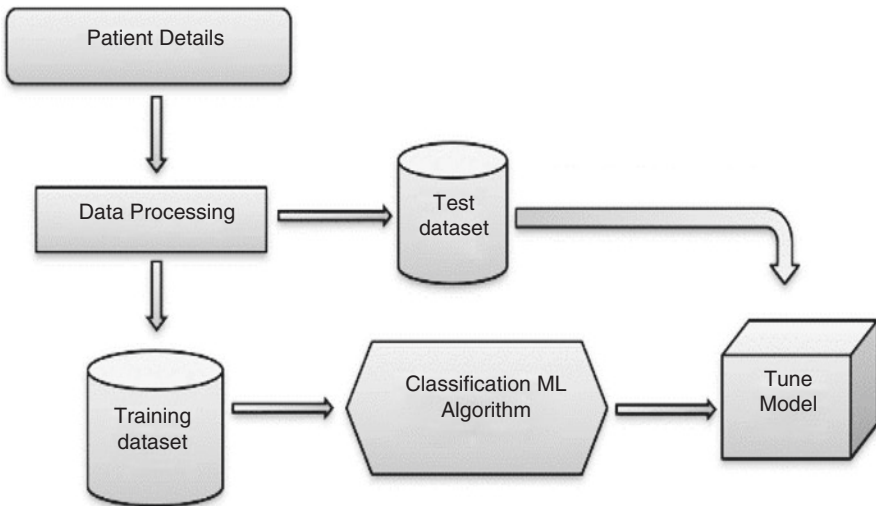 Patient Details
Data Processing
Test
dataset
Training
dataset
Classification ML
Algorithm
Tune
Model